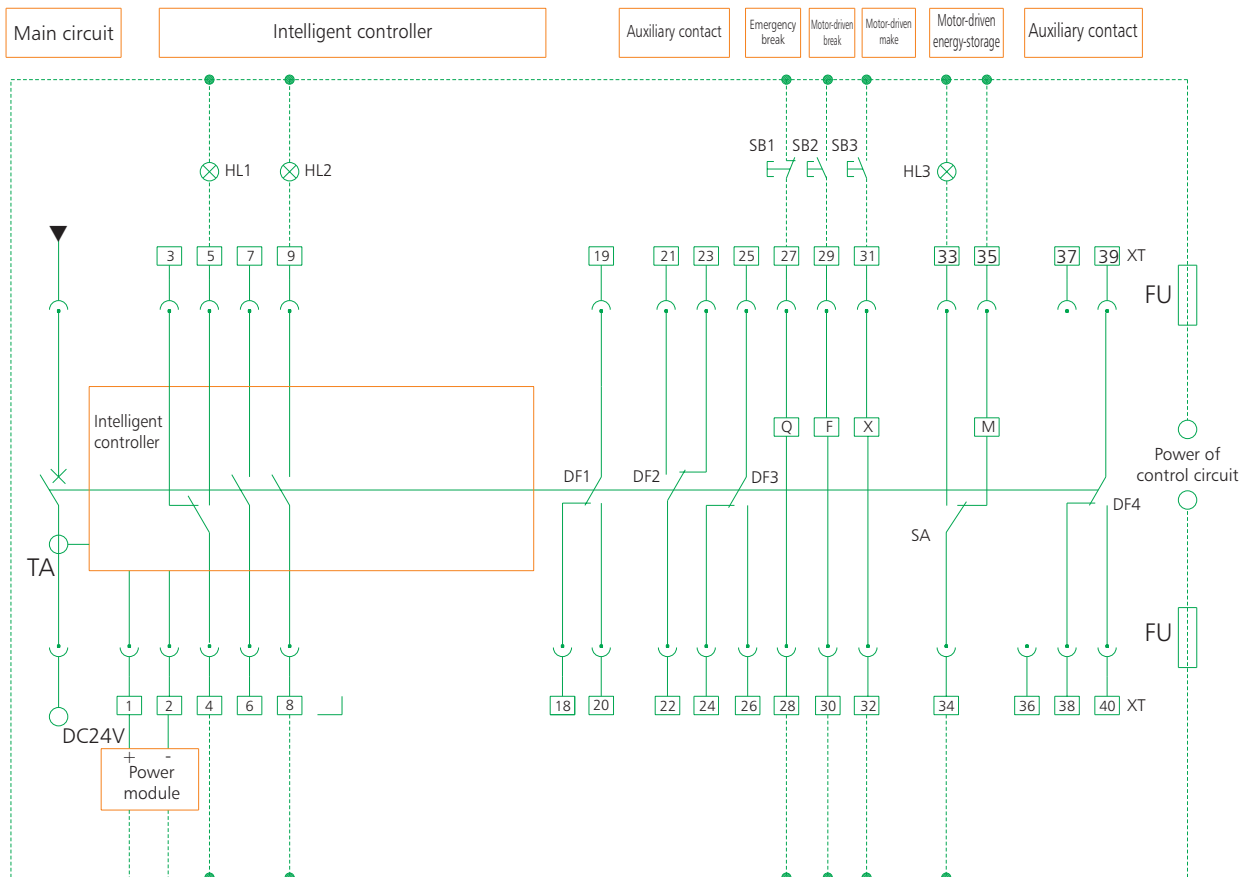 Main circuit
Intelligent controller
Auxiliary contact
Emergency
break
Motor-driven
break
Motor-driven
make
Motor-driven
energy-storage
Auxiliary contact
SB1 SB2 SB3
HL1 HL2 HL3
3 5 7 9 19 21 23 25 27 29 31 33 35 37 39 XT
FU
Intelligent
controller
Q F X M
Power of
control circuit
DF1 DF2 DF3 DF4
SA
TA
FU
1 2 4 6 8 18 20 22 24 26 28 30 32 34 36 38 40 XT
DC24V
+ -
Power
module